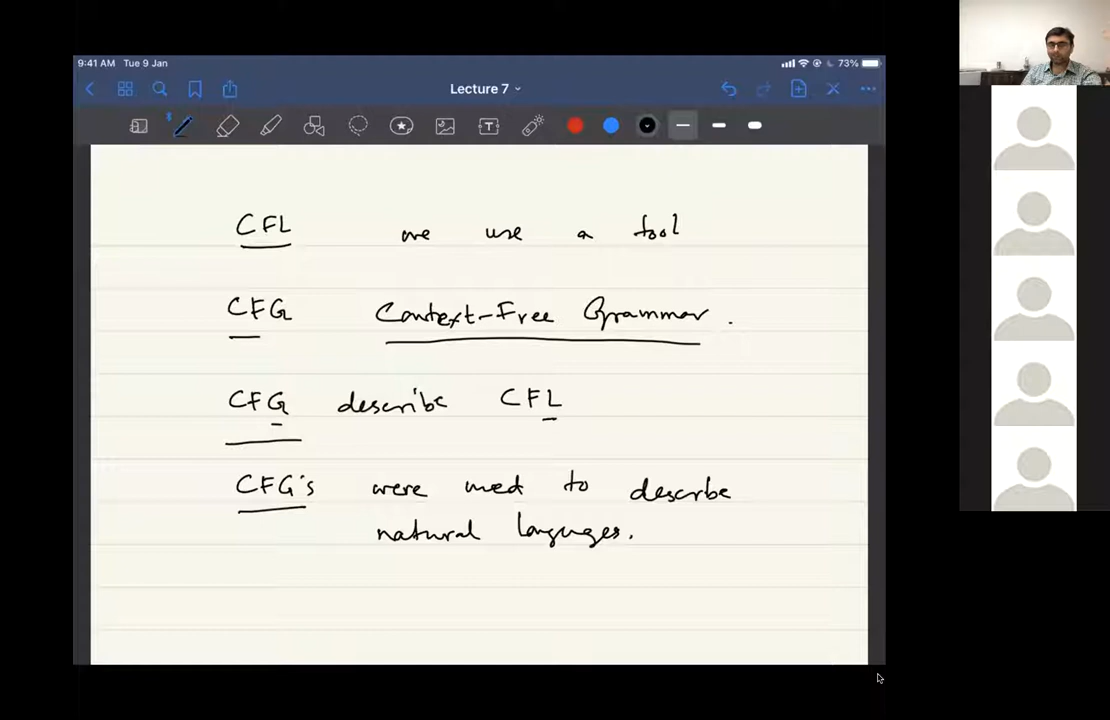 9:41 AM Tue 9 Jan 73%
Lecture 7
CFL we use a tool
CFG Context-Free Grammar.
CFG describe CFL
CFG's were used to describe
natural languages.